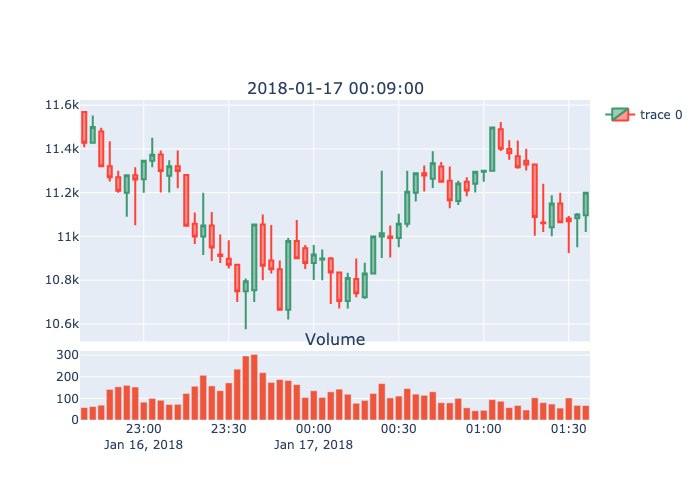 2018-01-17 00:09:00
trace 0
11.6k
11.4k
11.2k
11k
10.8k
10.6k
Volume
300
200
100
0
23:00 23:30 00:00 00:30 01:00 01:30
Jan 16, 2018 Jan 17, 2018